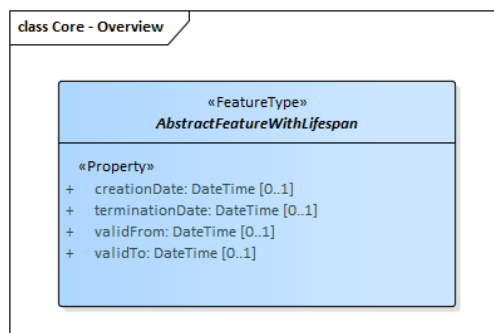 class Core - Overview
«FeatureType»
AbstractFeatureWithLifespan
«Property»
+ creationDate: DateTime [0..1]
+ terminationDate: DateTime [0..1]
+ validFrom: DateTime [0..1]
+ validTo: DateTime [0..1]